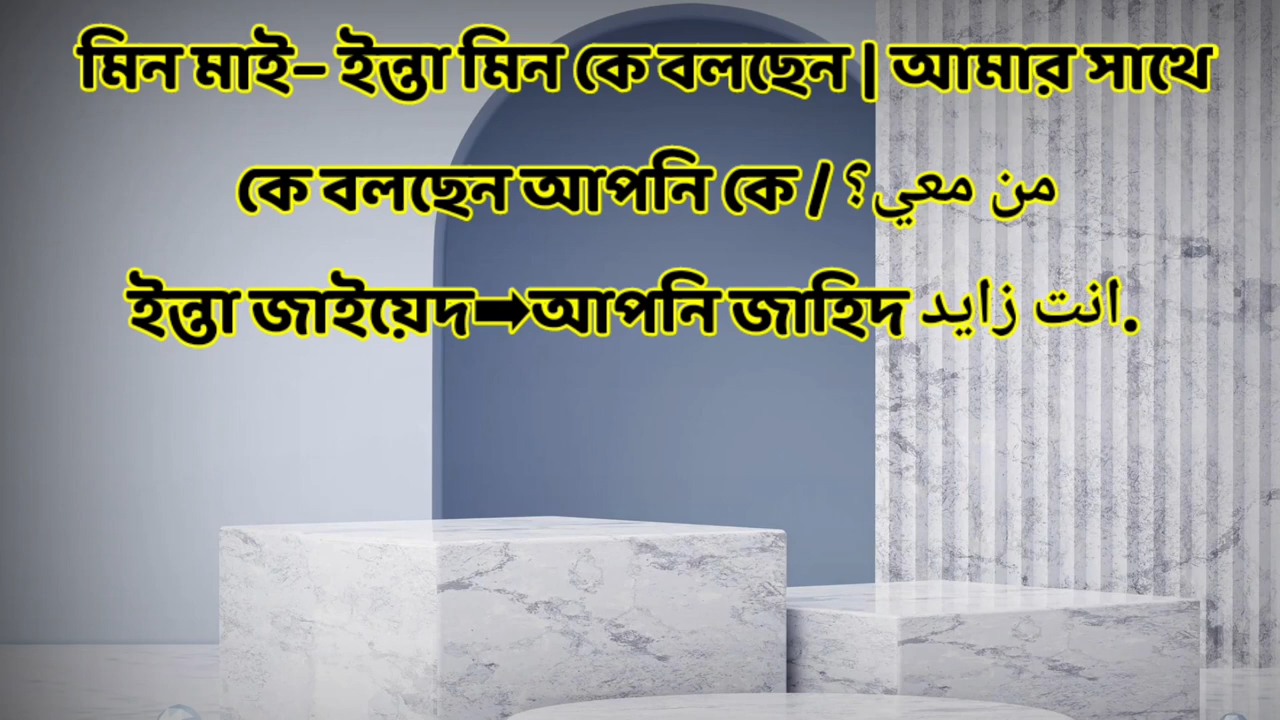 মিন মাই– ইন্তা মিন কে বলছেন | আমার সাথে
কে বলছেন আপনি কে / من معي؟
ইন্তা জাইয়েদ➡আপনি জাহিদ انت زايد.